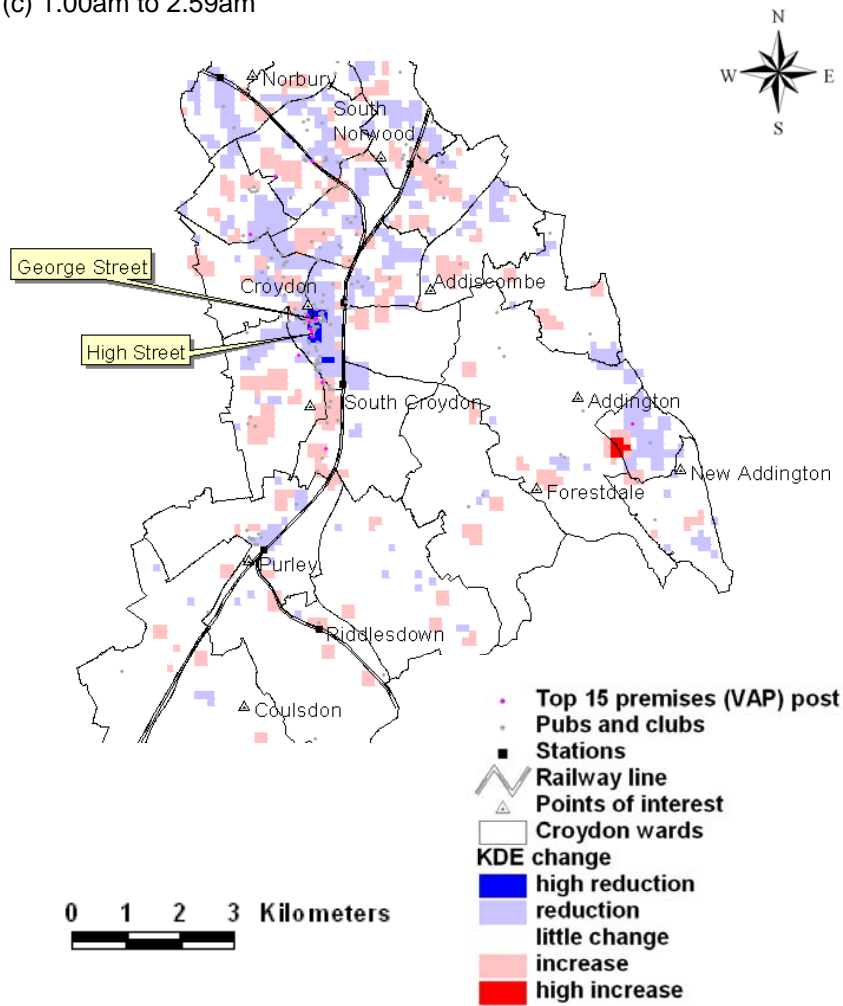 (c) 1.00am to 2.59am
N
W E
S
Norbury
South
Norwood
George Street
Croydon
Addiscombe
High Street
South Croydon
Addington
New Addington
Forestdale
Purley
Riddlesdown
Coulsdon
Top 15 premises (VAP) post
Pubs and clubs
Stations
Railway line
Points of interest
Croydon wards
KDE change
high reduction
reduction
little change
increase
high increase
0 1 2 3 Kilometers